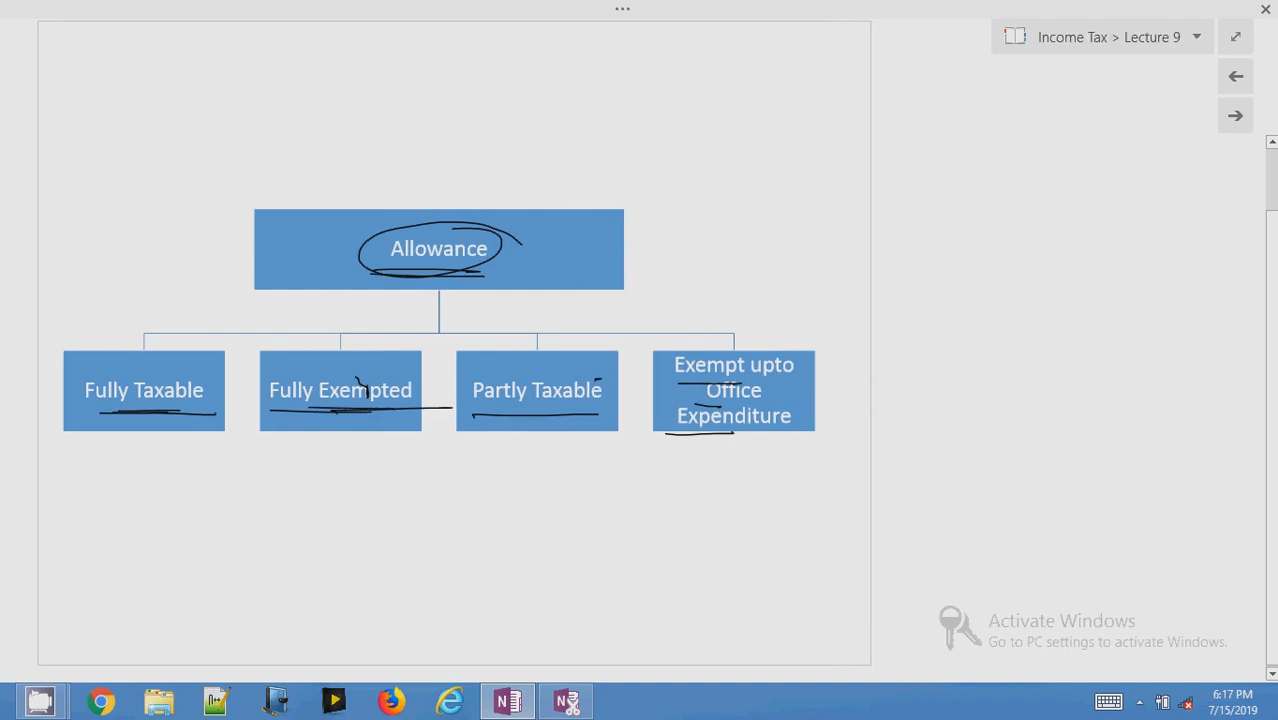 Income Tax > Lecture 9
Allowance
Fully Taxable
Fully Exempted
Partly Taxable
Exempt upto
Office
Expenditure
Activate Windows
Go to PC settings to activate Windows.
6:17 PM
7/15/2019